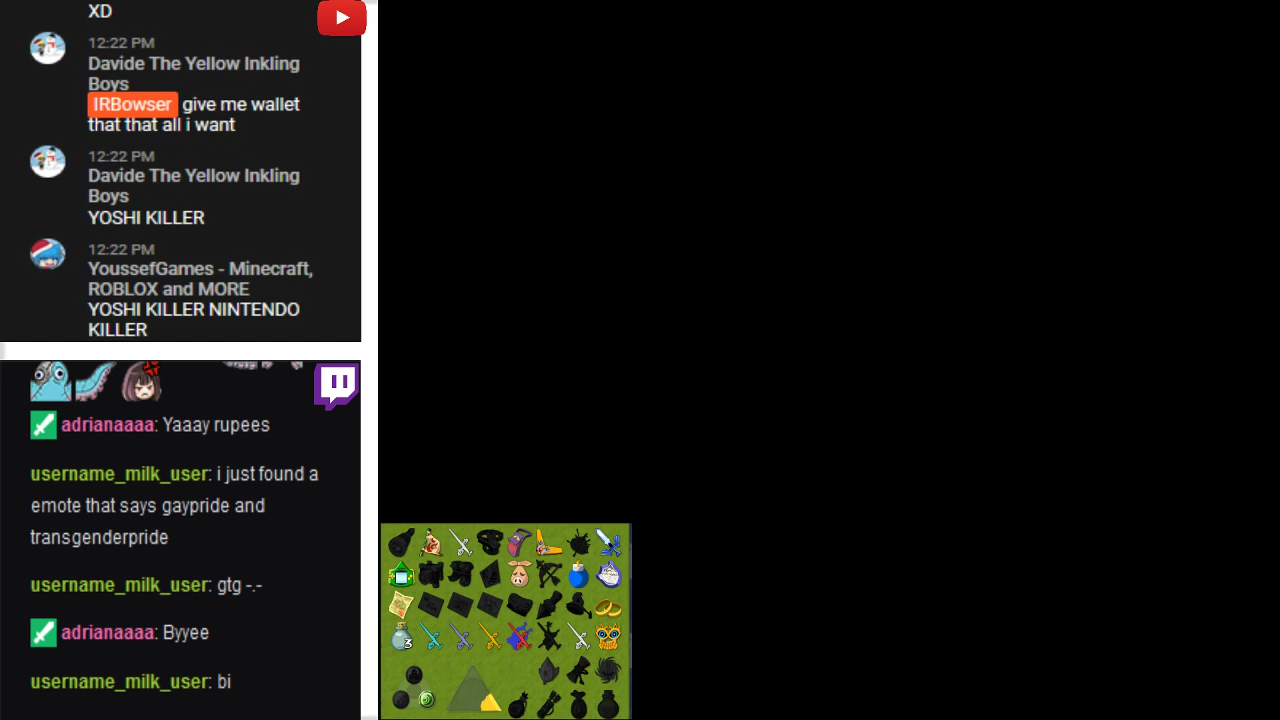 XD
12:22 PM
Davide The Yellow Inkling
Boys
IRBowser give me wallet
that that all i want
12:22 PM
Davide The Yellow Inkling
Boys
YOSHI KILLER
12:22 PM
YoussefGames - Minecraft,
ROBLOX and MORE
YOSHI KILLER NINTENDO
KILLER
adrianaaaa: Yaaay rupees
username_milk_user: i just found a
emote that says gaypride and
transgenderpride
username_milk_user: gtg -.-
adrianaaaa: Byyee
username_milk_user: bi
3